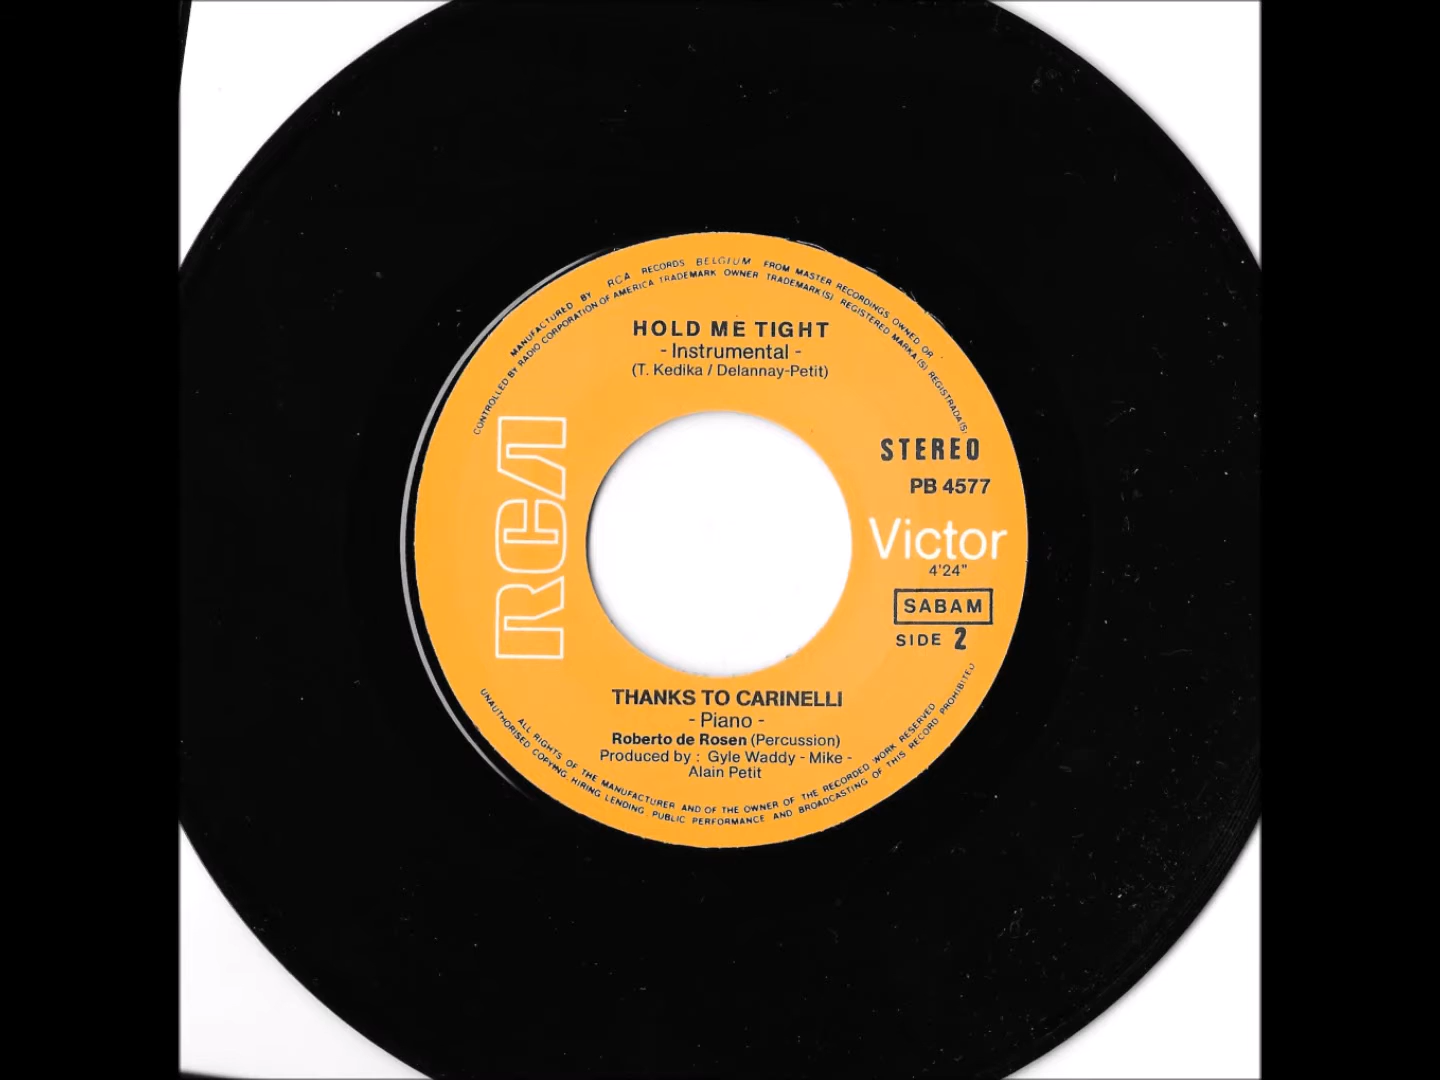 MANUFACTURED BY RCA RECORDS BELGIUM FROM MASTER RECORDINGS OWNED OR
CONTROLLED BY RADIO CORPORATION OF AMERICA TRADEMARK OWNER TRADEMARK(S) REGISTERED MARKA(S) REGISTRADA(S)
HOLD ME TIGHT
- Instrumental -
(T. Kedika / Delannay-Petit)
RCA
STEREO
PB 4577
Victor
4'24"
SABAM
SIDE 2
THANKS TO CARINELLI
- Piano -
Roberto de Rosen (Percussion)
Produced by : Gyle Waddy - Mike -
Alain Petit
ALL RIGHTS OF THE MANUFACTURER AND OF THE OWNER OF THE RECORDED WORK RESERVED
UNAUTHORISED COPYING, HIRING, LENDING, PUBLIC PERFORMANCE AND BROADCASTING OF THIS RECORD PROHIBITED